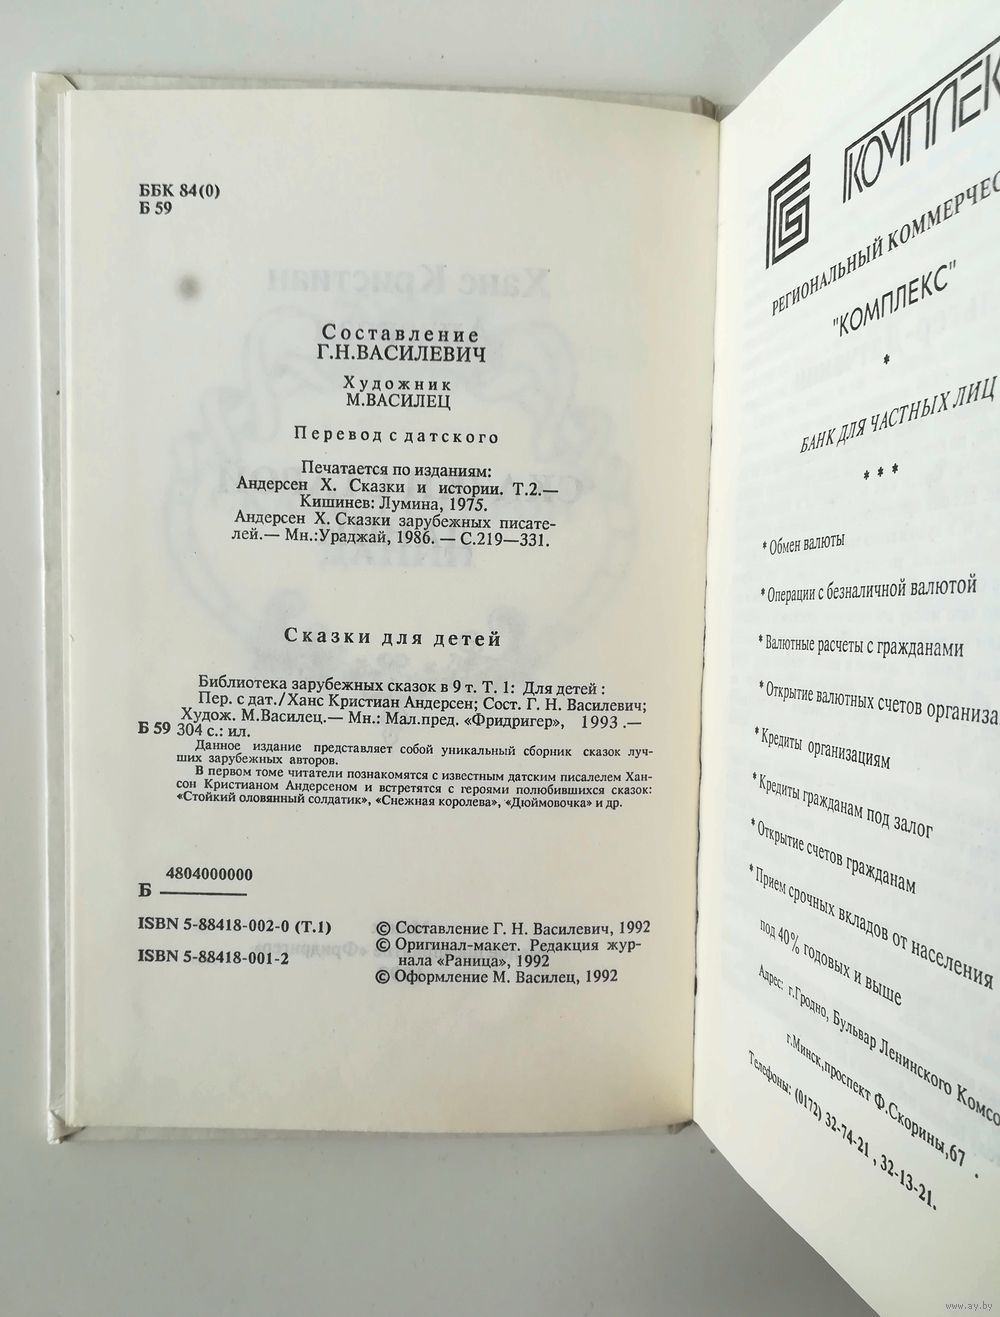 ББК 84(0)
Б 59
Составление
Г.Н.ВАСИЛЕВИЧ
Художник
М.ВАСИЛЕЦ
Перевод с датского
Печатается по изданиям:
Андерсен Х. Сказки и истории. Т.2.—
Кишинев: Лумина, 1975.
Андерсен Х. Сказки зарубежных писате-
лей.— Мн.:Ураджай, 1986. — С.219—331.
Сказки для детей
Библиотека зарубежных сказок в 9 т. Т. 1: Для детей :
Пер. с дат./Ханс Кристиан Андерсен; Сост. Г. Н. Василевич;
Худож. М.Василец.— Мн.: Мал.пред. «Фридригер», 1993 .—
Б 59 304 с.: ил.
Данное издание представляет собой уникальный сборник сказок луч-
ших зарубежных авторов.
В первом томе читатели познакомятся с известным датским писалелем Хан-
сон Кристианом Андерсеном и встретятся с героями полюбившихся сказок:
«Стойкий оловянный солдатик», «Снежная королева», «Дюймовочка» и др.
4804000000
Б
ISBN 5-88418-002-0 (Т.1)
ISBN 5-88418-001-2
© Составление Г. Н. Василевич, 1992
© Оригинал-макет. Редакция жур-
нала «Раница», 1992
© Оформление М. Василец, 1992
КОМПЛЕК
РЕГИОНАЛЬНЫЙ КОММЕРЧЕС
"КОМПЛЕКС"
*
БАНК ДЛЯ ЧАСТНЫХ ЛИЦ
* * *
* Обмен валюты
* Операции с безналичной валютой
* Валютные расчеты с гражданами
* Открытие валютных счетов организа
* Кредиты организациям
* Кредиты гражданам под залог
* Открытие счетов гражданам
* Прием срочных вкладов от населения
под 40% годовых и выше
Адрес: г.Гродно, Бульвар Ленинского Комсо
г.Минск,проспект Ф.Скорины,67
Телефоны: (0172) 32-74-21 , 32-13-21.
www.ay.by